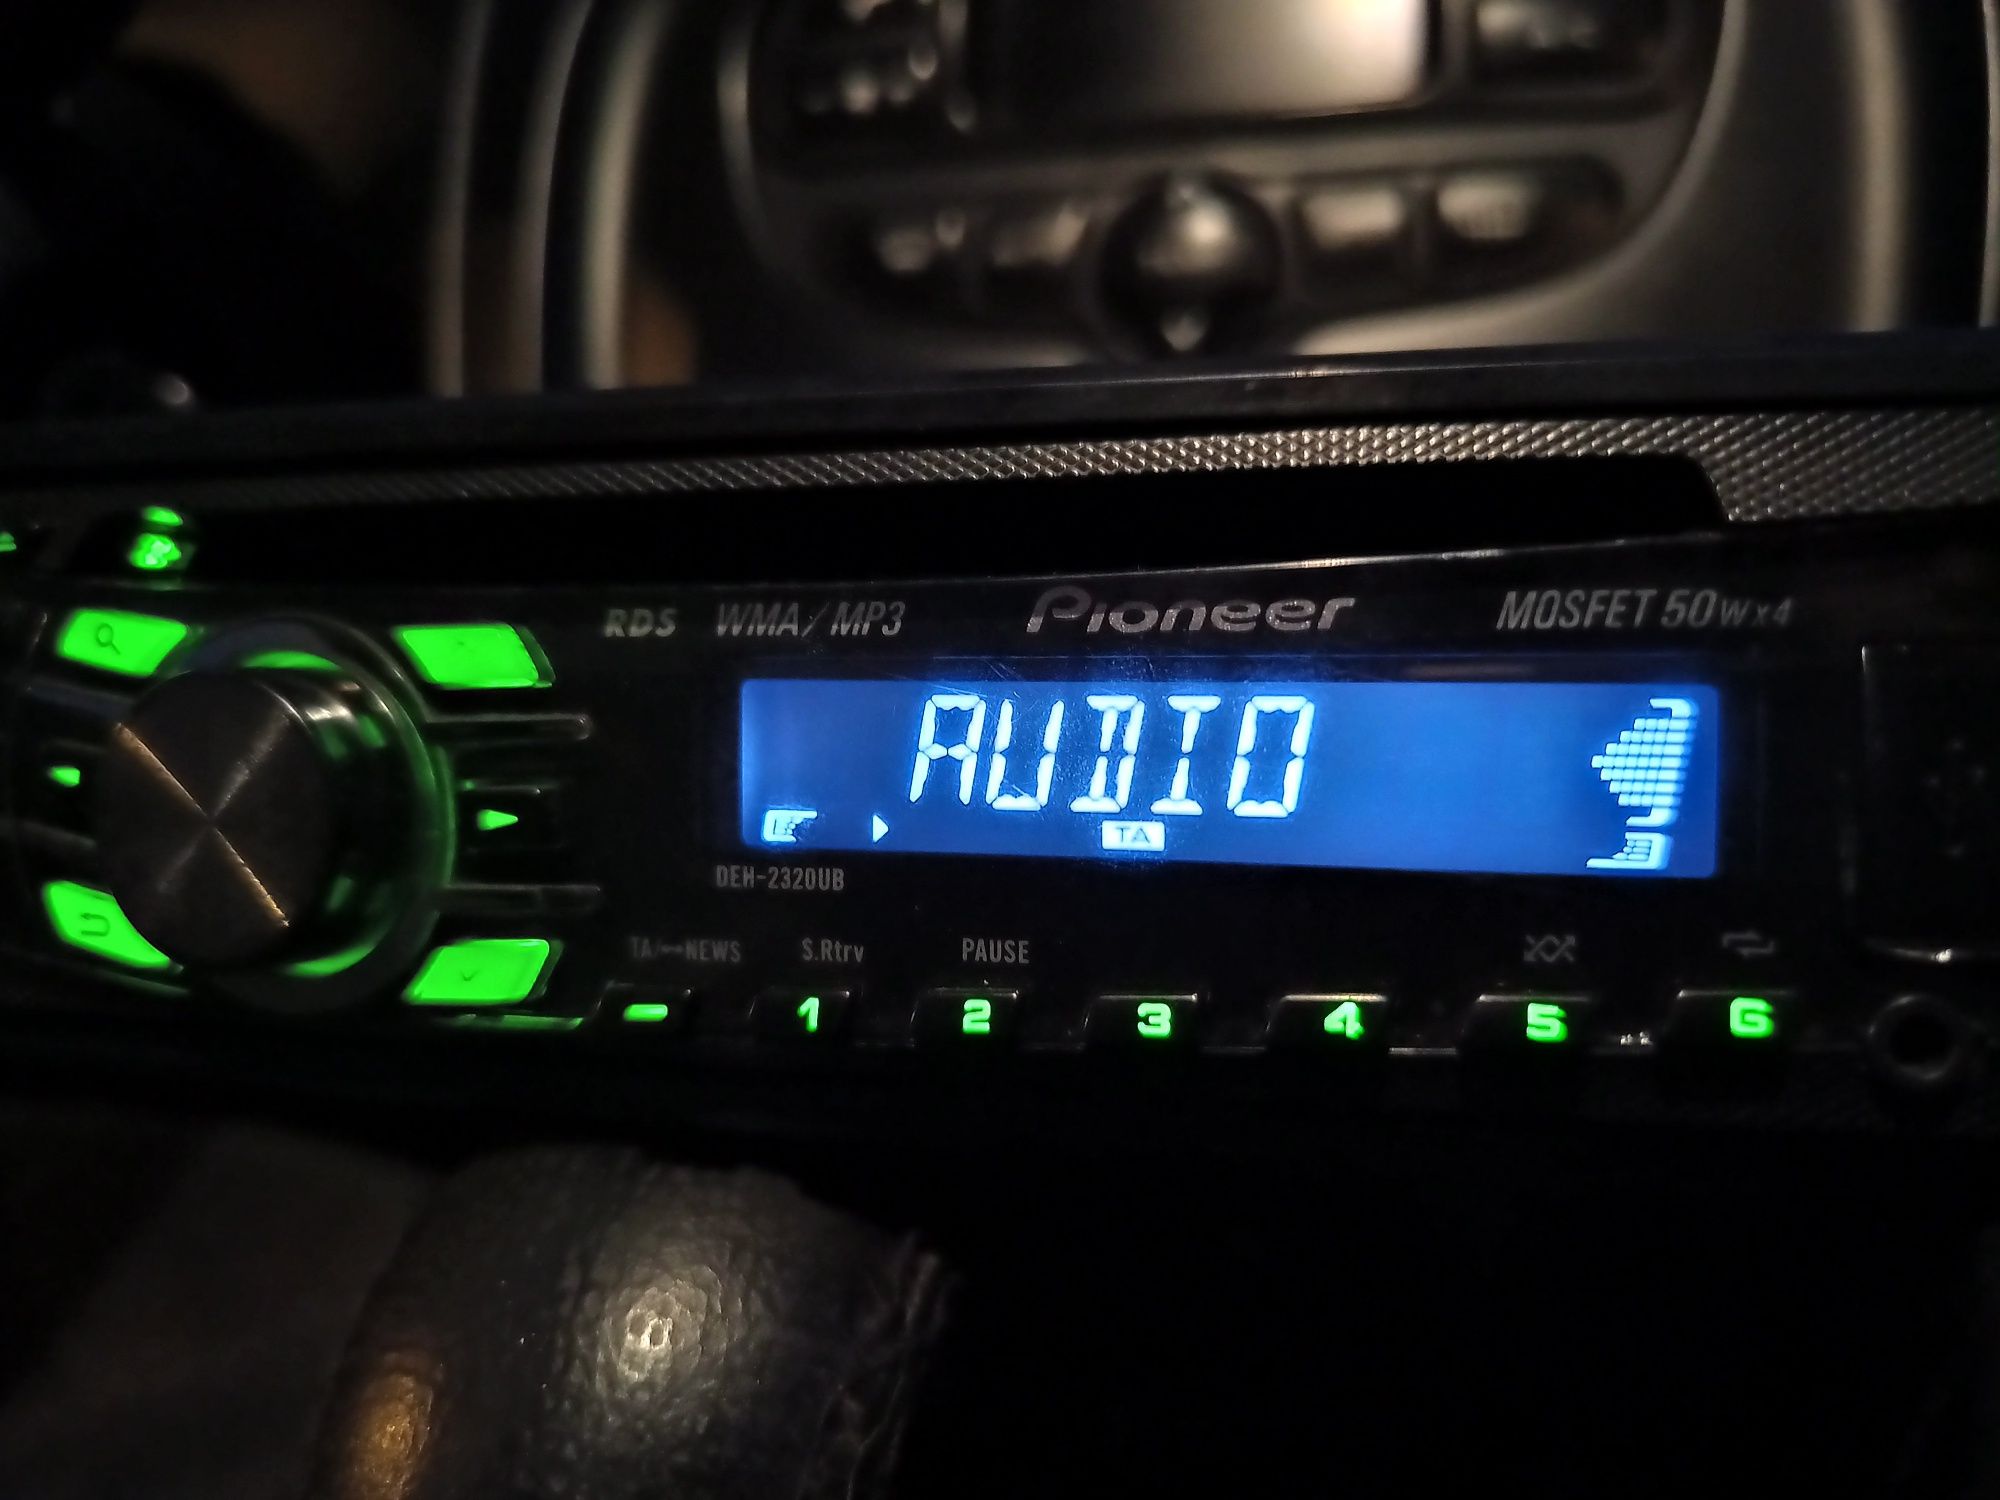 RDS WMA/MP3 Pioneer MOSFET 50Wx4
AUDIO
TA
DEH-2320UB
TA/NEWS S.Rtrv PAUSE
1 2 3 4 5 6